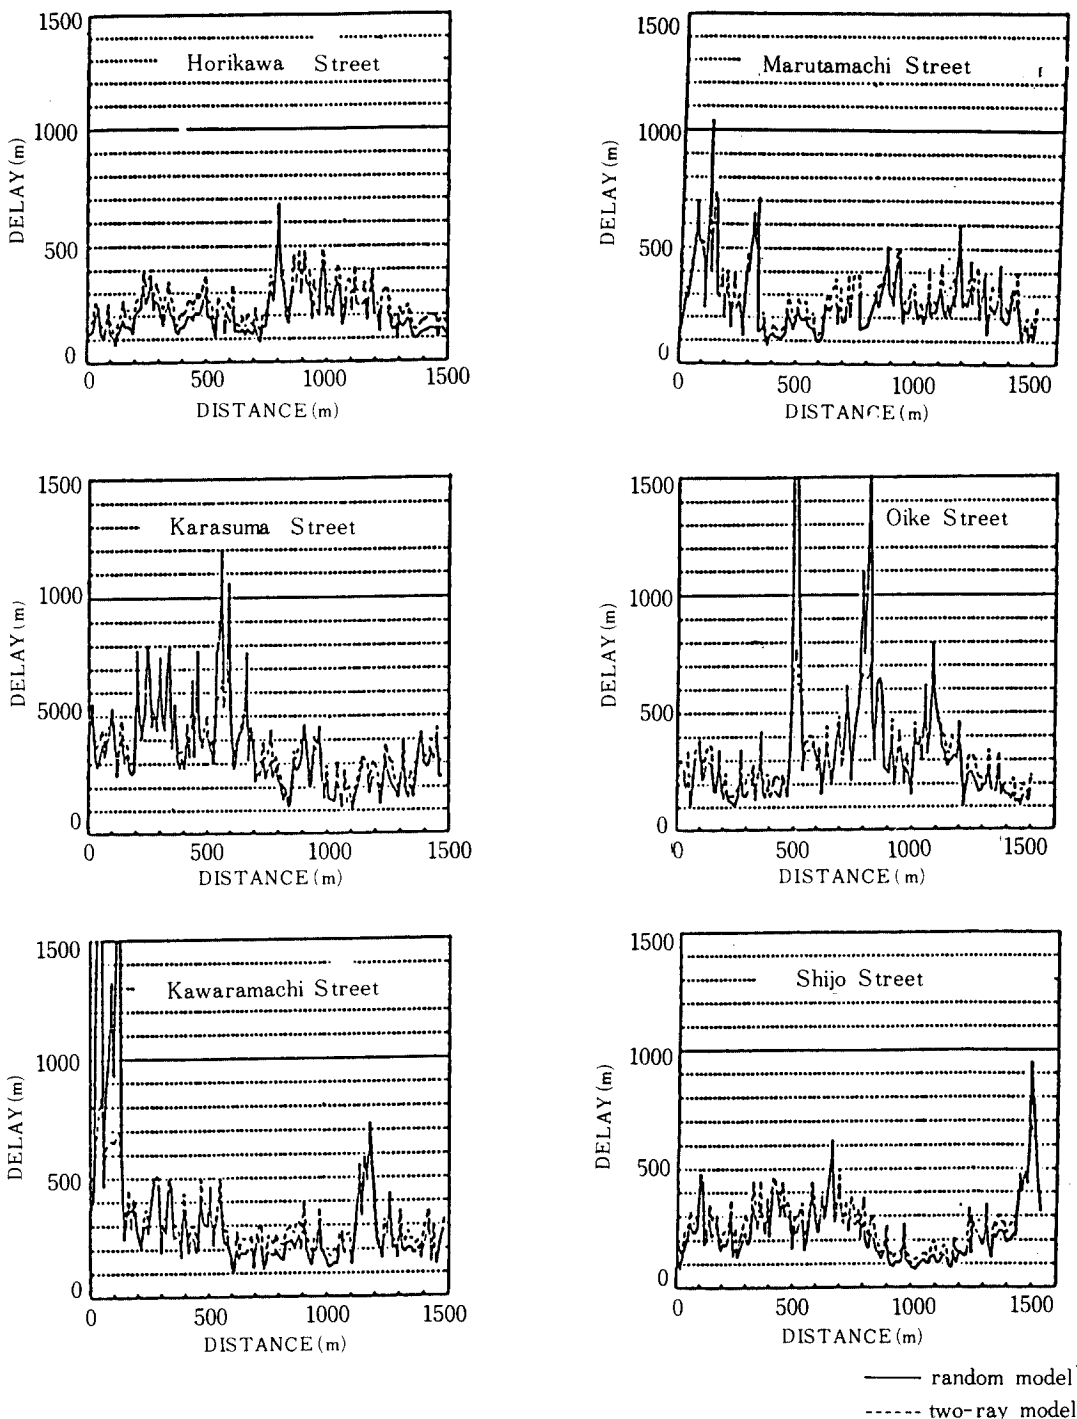 1500
Horikawa Street
1000
DELAY (m)
500
0
0 500 1000 1500
DISTANCE (m)
1500
Marutamachi Street
1000
DELAY (m)
500
0
0 500 1000 1500
DISTANCE (m)
1500
Karasuma Street
1000
DELAY (m)
5000
0
0 500 1000 1500
DISTANCE (m)
1500
Oike Street
1000
DELAY (m)
500
0
0 500 1000 1500
DISTANCE (m)
1500
Kawaramachi Street
1000
DELAY (m)
500
0
0 500 1000 1500
DISTANCE (m)
1500
Shijo Street
1000
DELAY (m)
500
0
0 500 1000 1500
DISTANCE (m)
random model
two-ray model